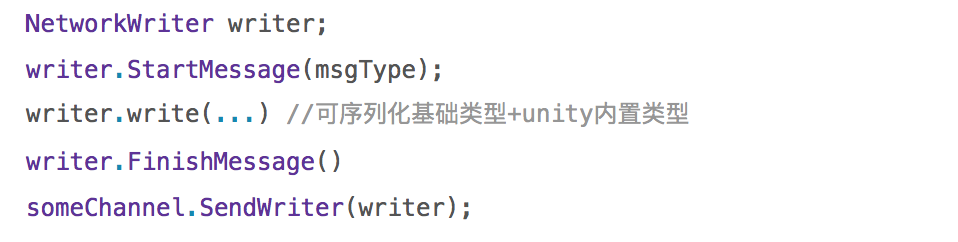 NetworkWriter writer;
writer.StartMessage(msgType);
writer.write(...) //可序列化基础类型+unity内置类型
writer.FinishMessage()
someChannel.SendWriter(writer);